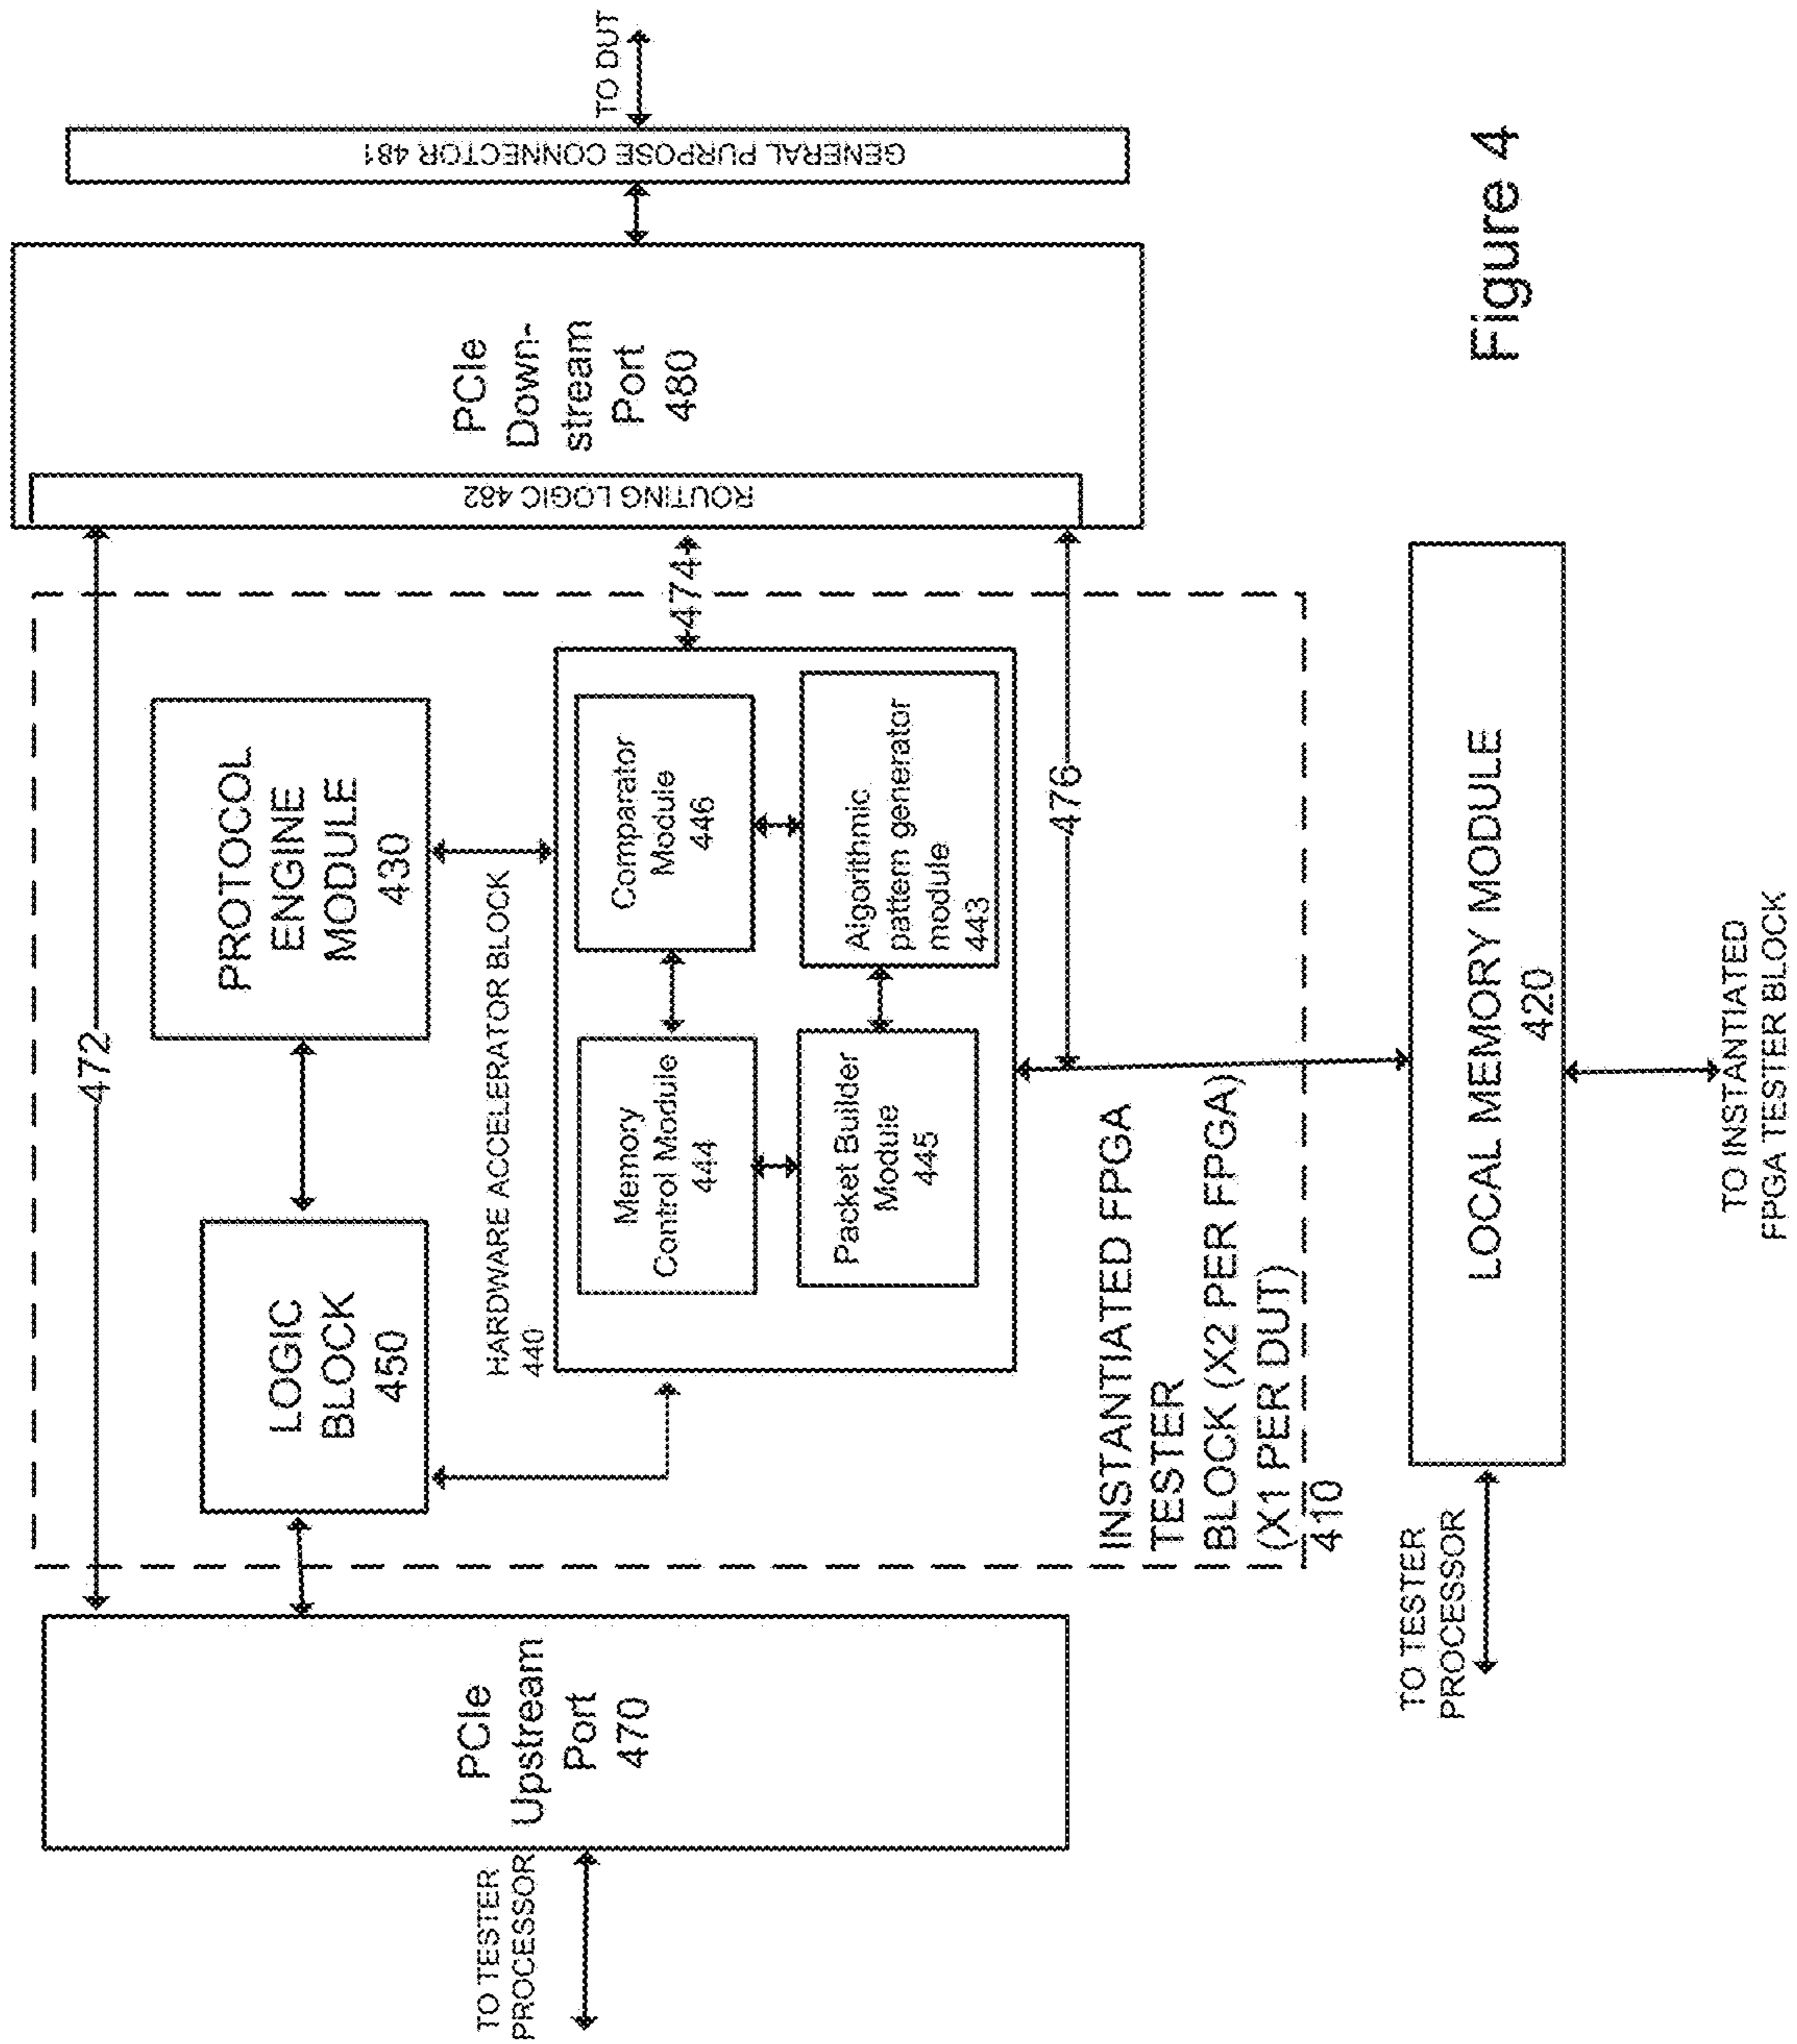 TO TESTER
PROCESSOR
PCIe
Upstream
Port
470
472
LOGIC
BLOCK
450
PROTOCOL
ENGINE
MODULE
430
HARDWARE ACCELERATOR BLOCK
440
Memory
Control Module
444
Comparator
Module
446
Packet Builder
Module
445
Algorithmic
pattern generator
module
443
474
476
INSTANTIATED FPGA
TESTER
BLOCK (X2 PER FPGA)
(X1 PER DUT)
410
ROUTING LOGIC 482
PCIe
Down-
stream
Port
480
GENERAL PURPOSE CONNECTOR 481
TO DUT
TO TESTER
PROCESSOR
LOCAL MEMORY MODULE
420
TO INSTANTIATED
FPGA TESTER BLOCK
Figure 4